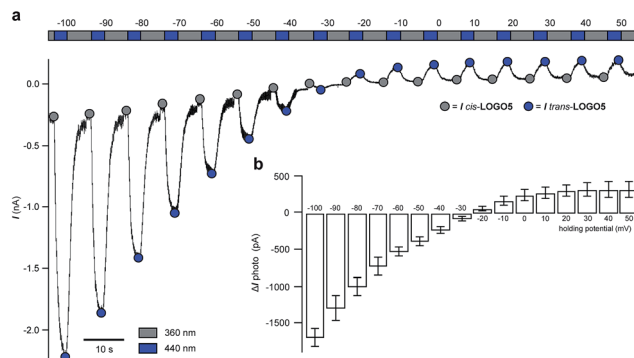 a
-100 -90 -80 -70 -60 -50 -40 -30 -20 -10 0 10 20 30 40 50
0.0
-0.5
-1.0
-1.5
-2.0
I (nA)
= I cis-LOGO5 = I trans-LOGO5
10 s
360 nm
440 nm
b
500
0
-500
-1000
-1500
ΔI photo (pA)
-100 -90 -80 -70 -60 -50 -40 -30
-20 -10 0 10 20 30 40 50
holding potential (mV)